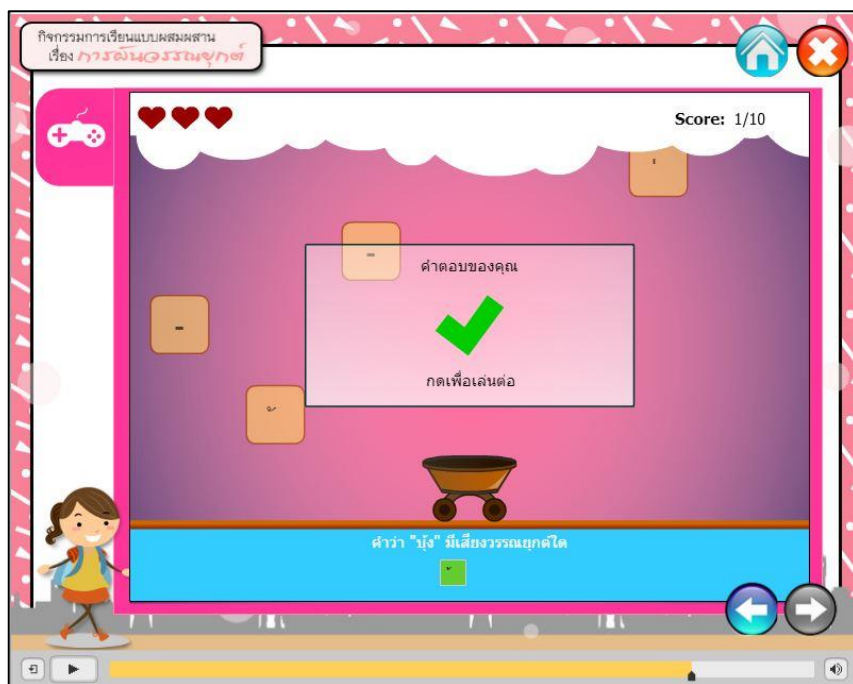 กิจกรรมการเรียนแบบผสมผสาน
เรื่อง การผันวรรณยุกต์
Score: 1/10
-
-
คำตอบของคุณ
กดเพื่อเล่นต่อ
คำว่า "บุ้ง" มีเสียงวรรณยุกต์ใด